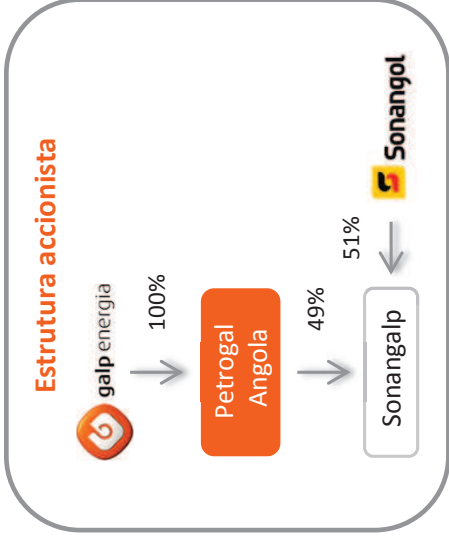 Estrutura accionista
galp energia
100%
Petrogal
Angola
49%
51%
Sonangol
Sonangalp